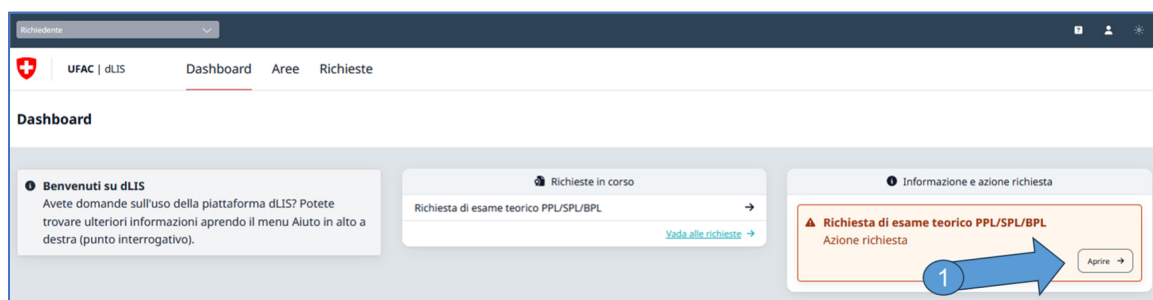 Richiedente
UFAC | dLIS
Dashboard
Aree
Richieste
Dashboard
Benvenuti su dLIS
Avete domande sull'uso della piattaforma dLIS? Potete
trovare ulteriori informazioni aprendo il menu Aiuto in alto a
destra (punto interrogativo).
Richieste in corso
Richiesta di esame teorico PPL/SPL/BPL
Vada alle richieste
Informazione e azione richiesta
Richiesta di esame teorico PPL/SPL/BPL
Azione richiesta
Aprire
1